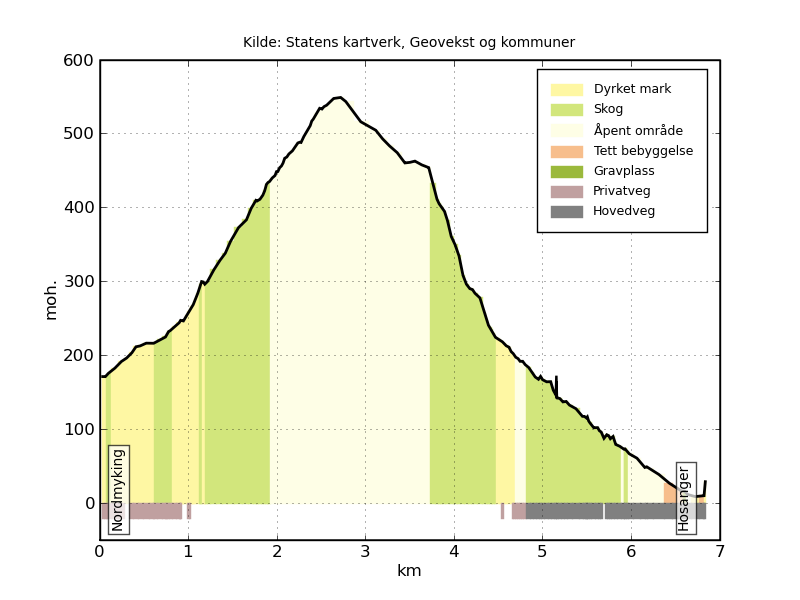 Kilde: Statens kartverk, Geovekst og kommuner
600
500
400
300
200
100
0
moh.
Dyrket mark
Skog
Åpent område
Tett bebyggelse
Gravplass
Privatveg
Hovedveg
Nordmyking
Hosanger
0 1 2 3 4 5 6 7
km